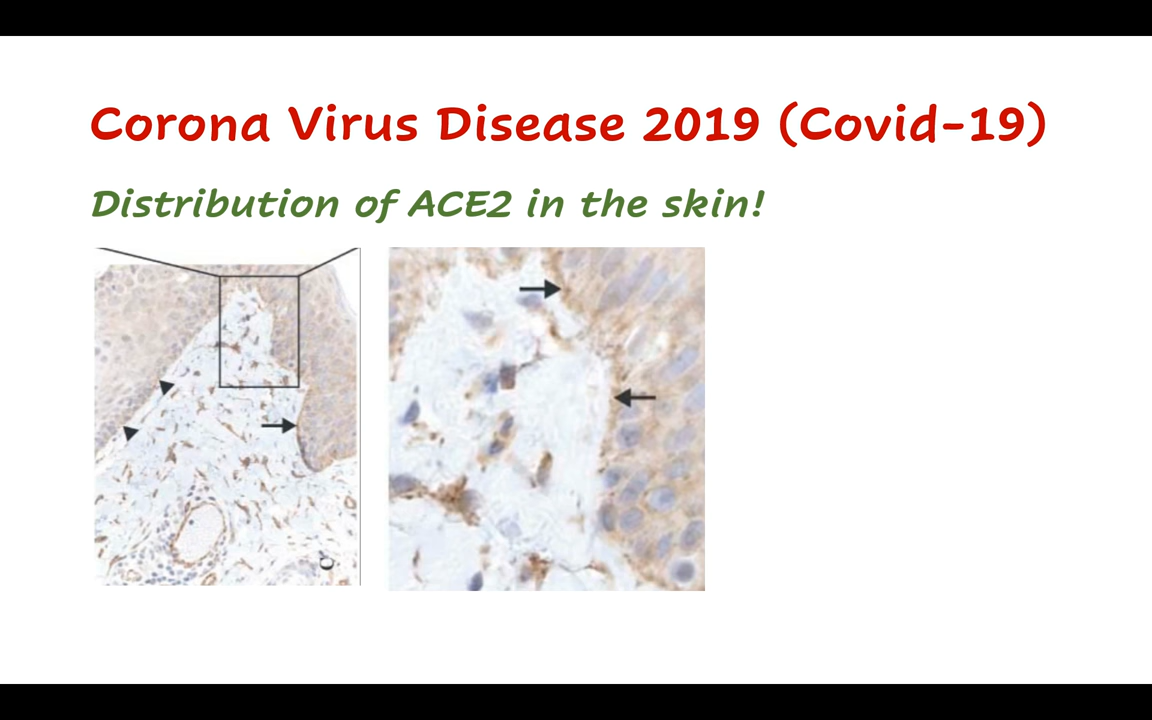 Corona Virus Disease 2019 (Covid-19)
Distribution of ACE2 in the skin!